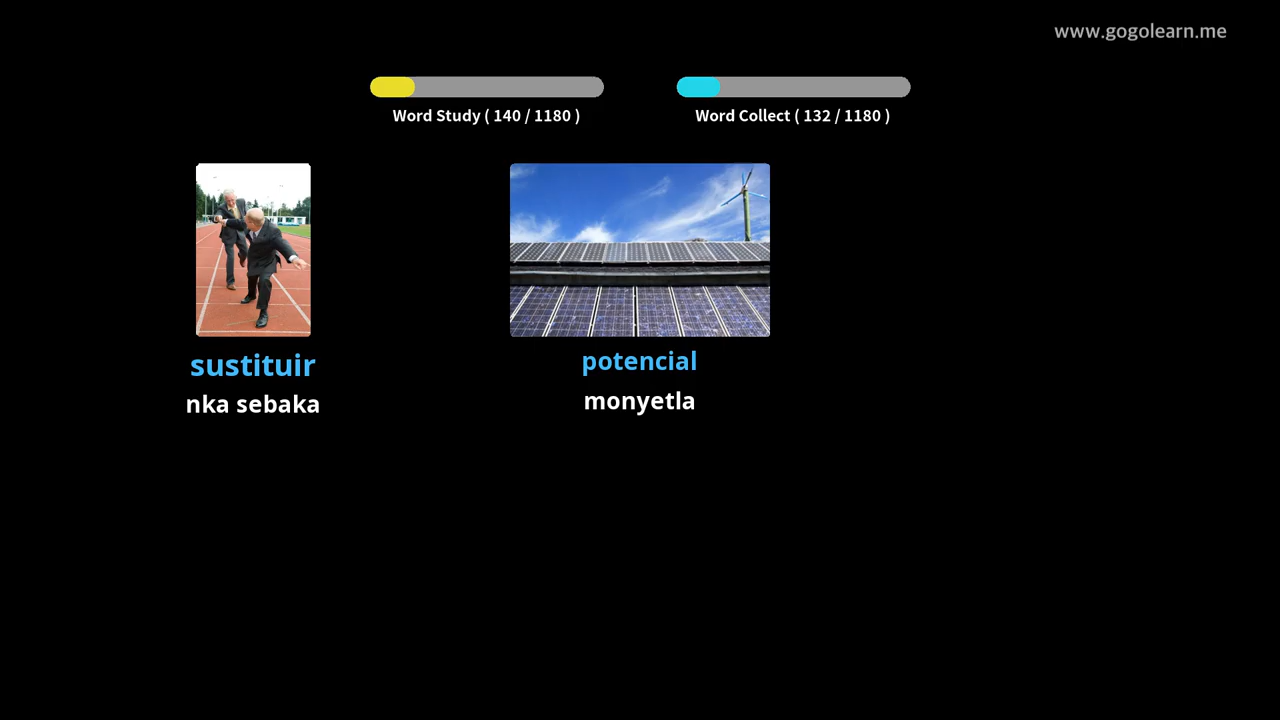 www.gogolearn.me
Word Study ( 140 / 1180 )
Word Collect ( 132 / 1180 )
sustituir
nka sebaka
potencial
monyetla